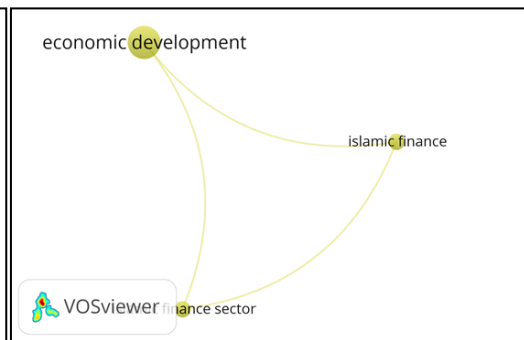 economic development
islamic finance
VOSviewer
finance sector